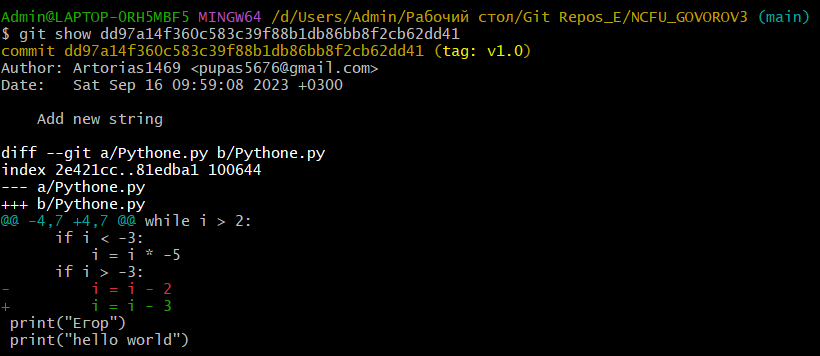 Admin@LAPTOP-ORH5MBF5 MINGW64 /d/Users/Admin/Рабочий стол/Git Repos_E/NCFU_GOVOROV3 (main)
$ git show dd97a14f360c583c39f88b1db86bb8f2cb62dd41
commit dd97a14f360c583c39f88b1db86bb8f2cb62dd41 (tag: v1.0)
Author: Artorias1469 <pupas5676@gmail.com>
Date:   Sat Sep 16 09:59:08 2023 +0300

    Add new string

diff --git a/Pythone.py b/Pythone.py
index 2e421cc..81edba1 100644
--- a/Pythone.py
+++ b/Pythone.py
@@ -4,7 +4,7 @@ while i > 2:
      if i < -3:
          i = i * -5
      if i > -3:
-         i = i - 2
+         i = i - 3
 print("Егор")
 print("hello world")